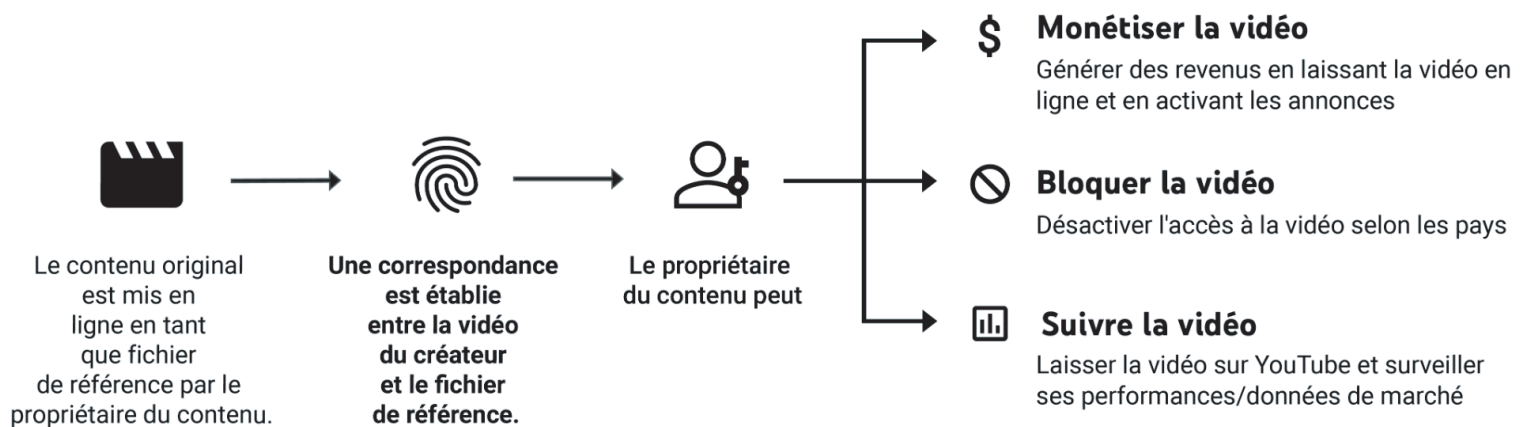 Le contenu original
est mis en
ligne en tant
que fichier
de référence par le
propriétaire du contenu.
Une correspondance
est établie
entre la vidéo
du créateur
et le fichier
de référence.
Le propriétaire
du contenu peut
$ Monétiser la vidéo
Générer des revenus en laissant la vidéo en
ligne et en activant les annonces
Bloquer la vidéo
Désactiver l'accès à la vidéo selon les pays
Suivre la vidéo
Laisser la vidéo sur YouTube et surveiller
ses performances/données de marché